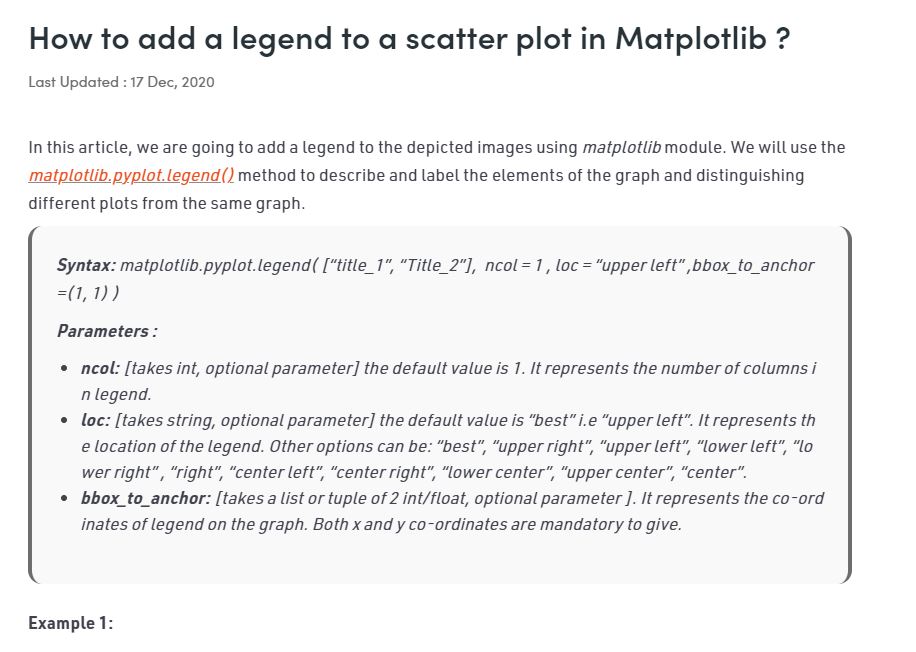 How to add a legend to a scatter plot in Matplotlib ?
Last Updated : 17 Dec, 2020
In this article, we are going to add a legend to the depicted images using matplotlib module. We will use the
matplotlib.pyplot.legend() method to describe and label the elements of the graph and distinguishing
different plots from the same graph.
Syntax: matplotlib.pyplot.legend( [“title_1”, “Title_2”],  ncol = 1 , loc = “upper left” ,bbox_to_anchor
=(1, 1) )
Parameters :
• ncol: [takes int, optional parameter] the default value is 1. It represents the number of columns i
n legend.
• loc: [takes string, optional parameter] the default value is “best” i.e “upper left”. It represents th
e location of the legend. Other options can be: “best”, “upper right”, “upper left”, “lower left”, “lo
wer right” , “right”, “center left”, “center right”, “lower center”, “upper center”, “center”.
• bbox_to_anchor: [takes a list or tuple of 2 int/float, optional parameter ]. It represents the co-ord
inates of legend on the graph. Both x and y co-ordinates are mandatory to give.
Example 1: